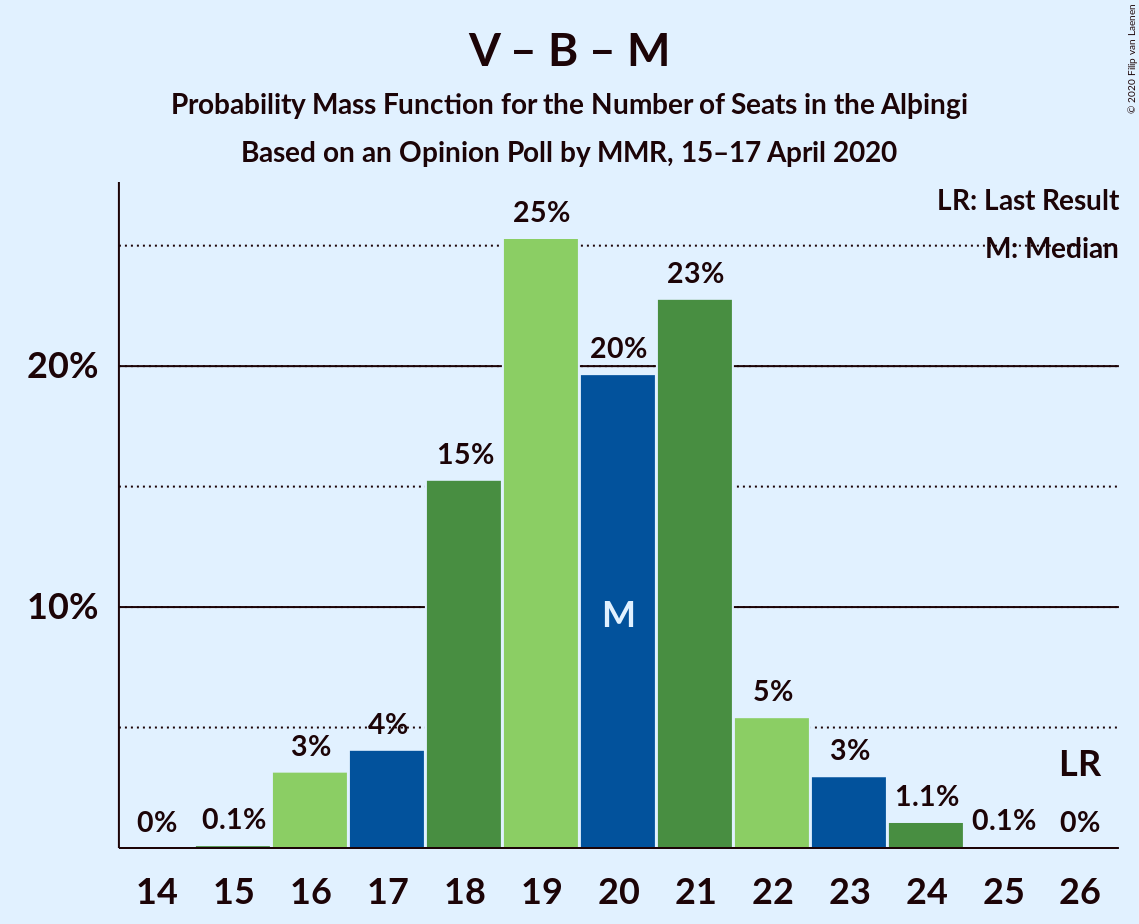 V – B – M
Probability Mass Function for the Number of Seats in the Alþingi
Based on an Opinion Poll by MMR, 15–17 April 2020
© 2020 Filip van Laenen
LR: Last Result
M: Median
20%
10%
0%
0.1%
3%
4%
15%
25%
20%
23%
5%
3%
1.1%
0.1%
0%
LR
M
14 15 16 17 18 19 20 21 22 23 24 25 26